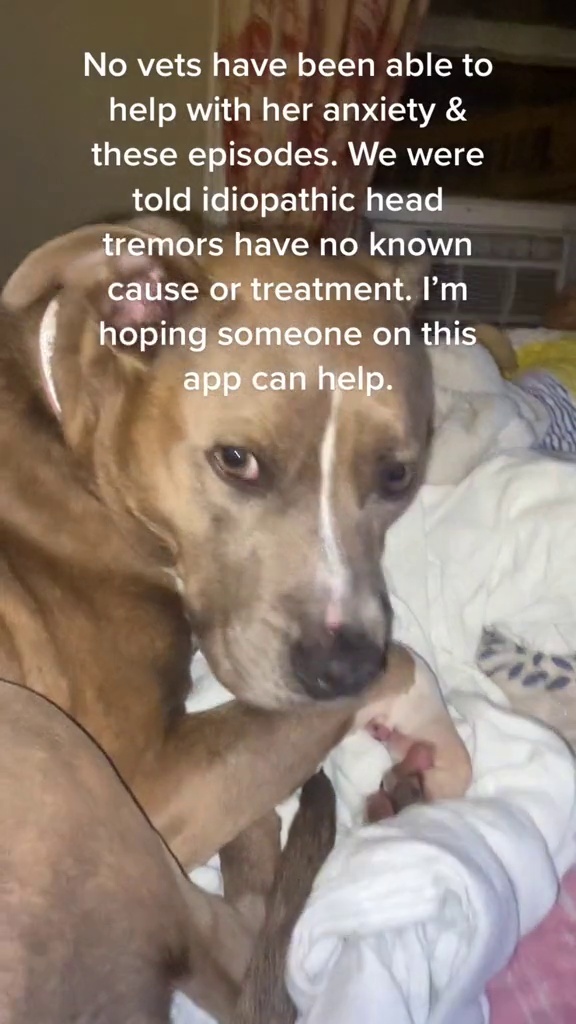 No vets have been able to
help with her anxiety &
these episodes. We were
told idiopathic head
tremors have no known
cause or treatment. I'm
hoping someone on this
app can help.